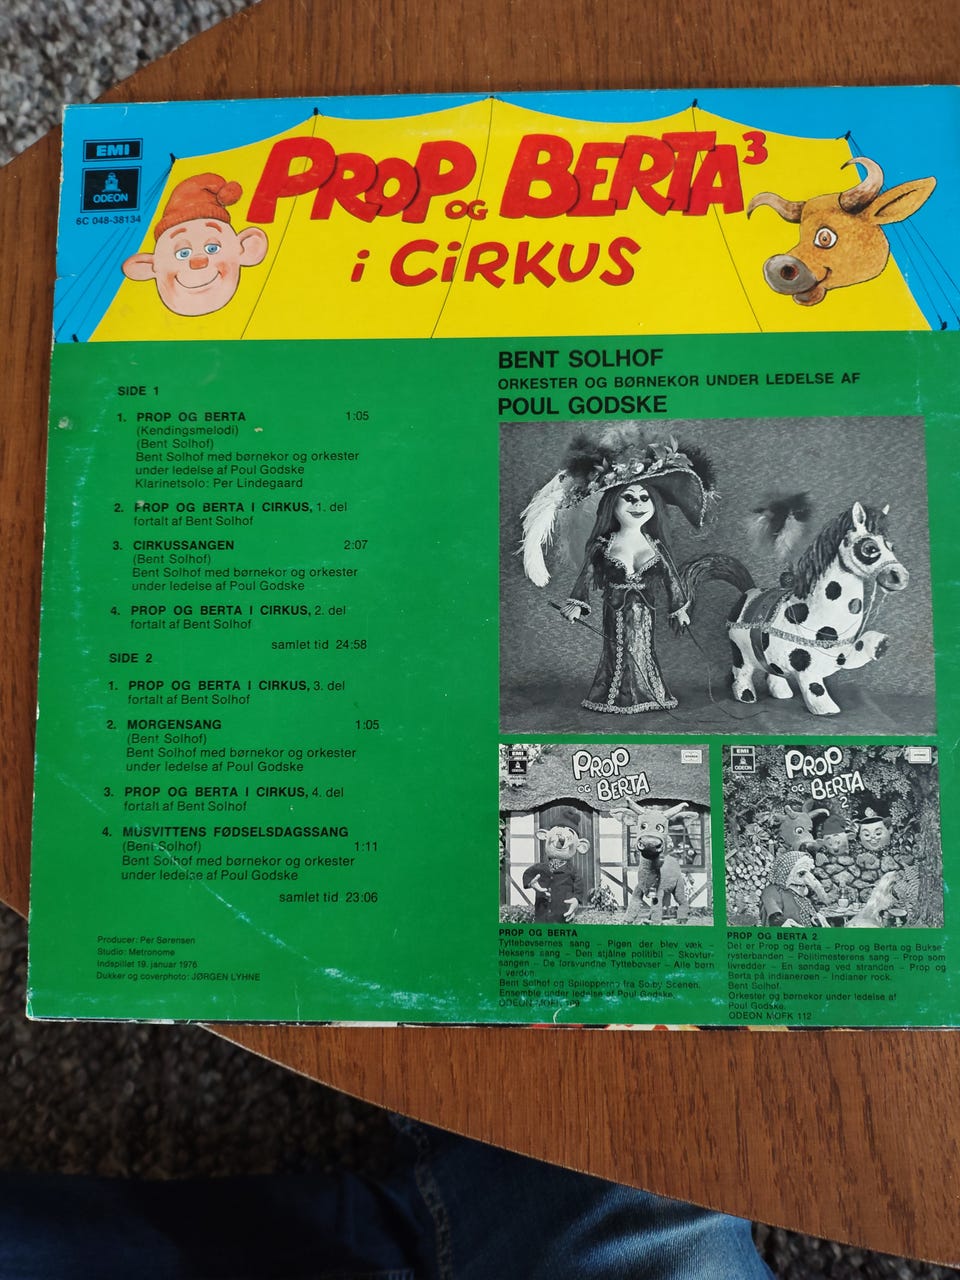 EMI
ODEON
6C 048-38134
PROP OG BERTA 3
i CIRKUS
SIDE 1
1. PROP OG BERTA 1:05
(Kendingsmelodi)
(Bent Solhof)
Bent Solhof med børnekor og orkester
under ledelse af Poul Godske
Klarinetsolo: Per Lindegaard
2. PROP OG BERTA I CIRKUS, 1. del
fortalt af Bent Solhof
3. CIRKUSSANGEN 2:07
(Bent Solhof)
Bent Solhof med børnekor og orkester
under ledelse af Poul Godske
4. PROP OG BERTA I CIRKUS, 2. del
fortalt af Bent Solhof
samlet tid 24:58
SIDE 2
1. PROP OG BERTA I CIRKUS, 3. del
fortalt af Bent Solhof
2. MORGENSANG 1:05
(Bent Solhof)
Bent Solhof med børnekor og orkester
under ledelse af Poul Godske
3. PROP OG BERTA I CIRKUS, 4. del
fortalt af Bent Solhof
4. MUSVITTENS FØDSELSDAGSSANG
(Bent Solhof) 1:11
Bent Solhof med børnekor og orkester
under ledelse af Poul Godske
samlet tid 23:06
Producer: Per Sørensen
Studio: Metronome
Indspillet 19. januar 1976
Dukker og coverphoto: JØRGEN LYHNE
BENT SOLHOF
ORKESTER OG BØRNEKOR UNDER LEDELSE AF
POUL GODSKE
EMI
ODEON
PROP
OG BERTA
PROP OG BERTA
Tyttebøvsernes sang – Pigen der blev væk –
Heksens sang – Den stjålne politibil – Skovtur-
sangen – De forsvundne Tyttebøvser – Alle børn
i verden
Bent Solhof og Spilopperne fra Solby Scenen.
Ensemble under ledelse af Poul Godske.
ODEON
EMI
ODEON
PROP
OG BERTA
2
PROP OG BERTA 2
Det er Prop og Berta – Prop og Berta og Bukse-
rysterbanden – Politimesterens sang – Prop som
livredder – En søndag ved stranden – Prop og
Berta på indianerøen – Indianer rock.
Bent Solhof.
Orkester og børnekor under ledelse af
Poul Godske.
ODEON MOFK 112